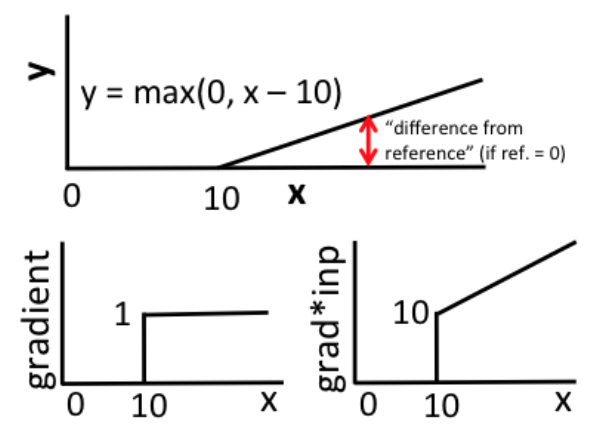 y
y = max(0, x – 10)
“difference from
reference” (if ref. = 0)
0
10
x
gradient
1
0
10
x
grad*inp
10
0
10
x